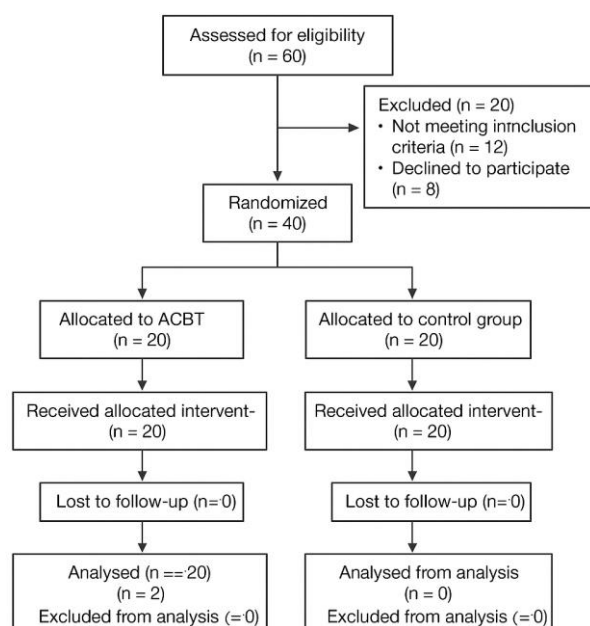 Assessed for eligibility
(n = 60)
Excluded (n = 20)
• Not meeting inmclusion
criteria (n = 12)
• Declined to participate
(n = 8)
Randomized
(n = 40)
Allocated to ACBT
(n = 20)
Allocated to control group
(n = 20)
Received allocated intervent-
(n = 20)
Received allocated intervent-
(n = 20)
Lost to follow-up (n=·0)
Lost to follow-up (n=·0)
Analysed (n ==·20)
(n = 2)
Excluded from analysis (=·0)
Analysed from analysis
(n = 0)
Excluded from analysis (=·0)